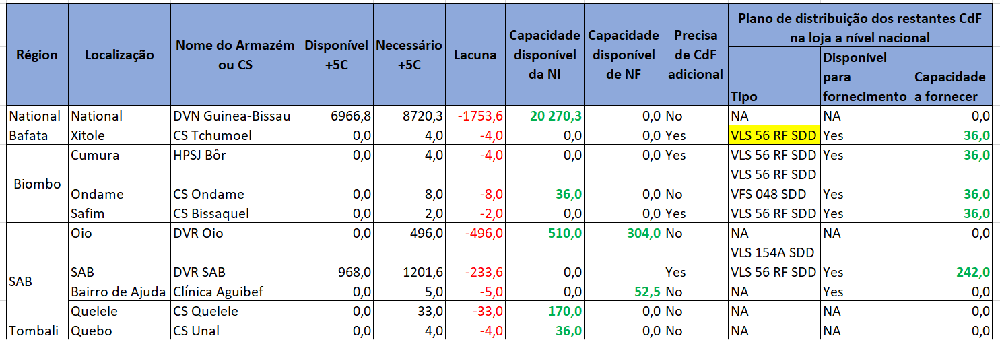 Région | Localização | Nome do Armazém ou CS | Disponível +5C | Necessário +5C | Lacuna | Capacidade disponível da NI | Capacidade disponível de NF | Precisa de CdF adicional | Plano de distribuição dos restantes CdF na loja a nível nacional
Tipo | Disponível para fornecimento | Capacidade a fornecer
National | National | DVN Guinea-Bissau | 6966,8 | 8720,3 | -1753,6 | 20 270,3 | 0,0 | No | NA | NA | 0,0
Bafata | Xitole | CS Tchumoel | 0,0 | 4,0 | -4,0 | 0,0 | 0,0 | Yes | VLS 56 RF SDD | Yes | 36,0
Biombo | Cumura | HPSJ Bôr | 0,0 | 4,0 | -4,0 | 0,0 | 0,0 | Yes | VLS 56 RF SDD | Yes | 36,0
Ondame | CS Ondame | 0,0 | 8,0 | -8,0 | 36,0 | 0,0 | No | VLS 56 RF SDD VFS 048 SDD | Yes | 36,0
Safim | CS Bissaquel | 0,0 | 2,0 | -2,0 | 0,0 | 0,0 | Yes | VLS 56 RF SDD | Yes | 36,0
Oio | DVR Oio | 0,0 | 496,0 | -496,0 | 510,0 | 304,0 | No | NA | NA | 0,0
SAB | SAB | DVR SAB | 968,0 | 1201,6 | -233,6 | 0,0 | Yes | VLS 154A SDD VLS 56 RF SDD | Yes | 242,0
Bairro de Ajuda | Clínica Aguibef | 0,0 | 5,0 | -5,0 | 0,0 | 52,5 | No | NA | Yes | 0,0
Quelele | CS Quelele | 0,0 | 33,0 | -33,0 | 170,0 | 0,0 | No | NA | NA | 0,0
Tombali | Quebo | CS Unal | 0,0 | 4,0 | -4,0 | 36,0 | 0,0 | No | NA | NA | 0,0